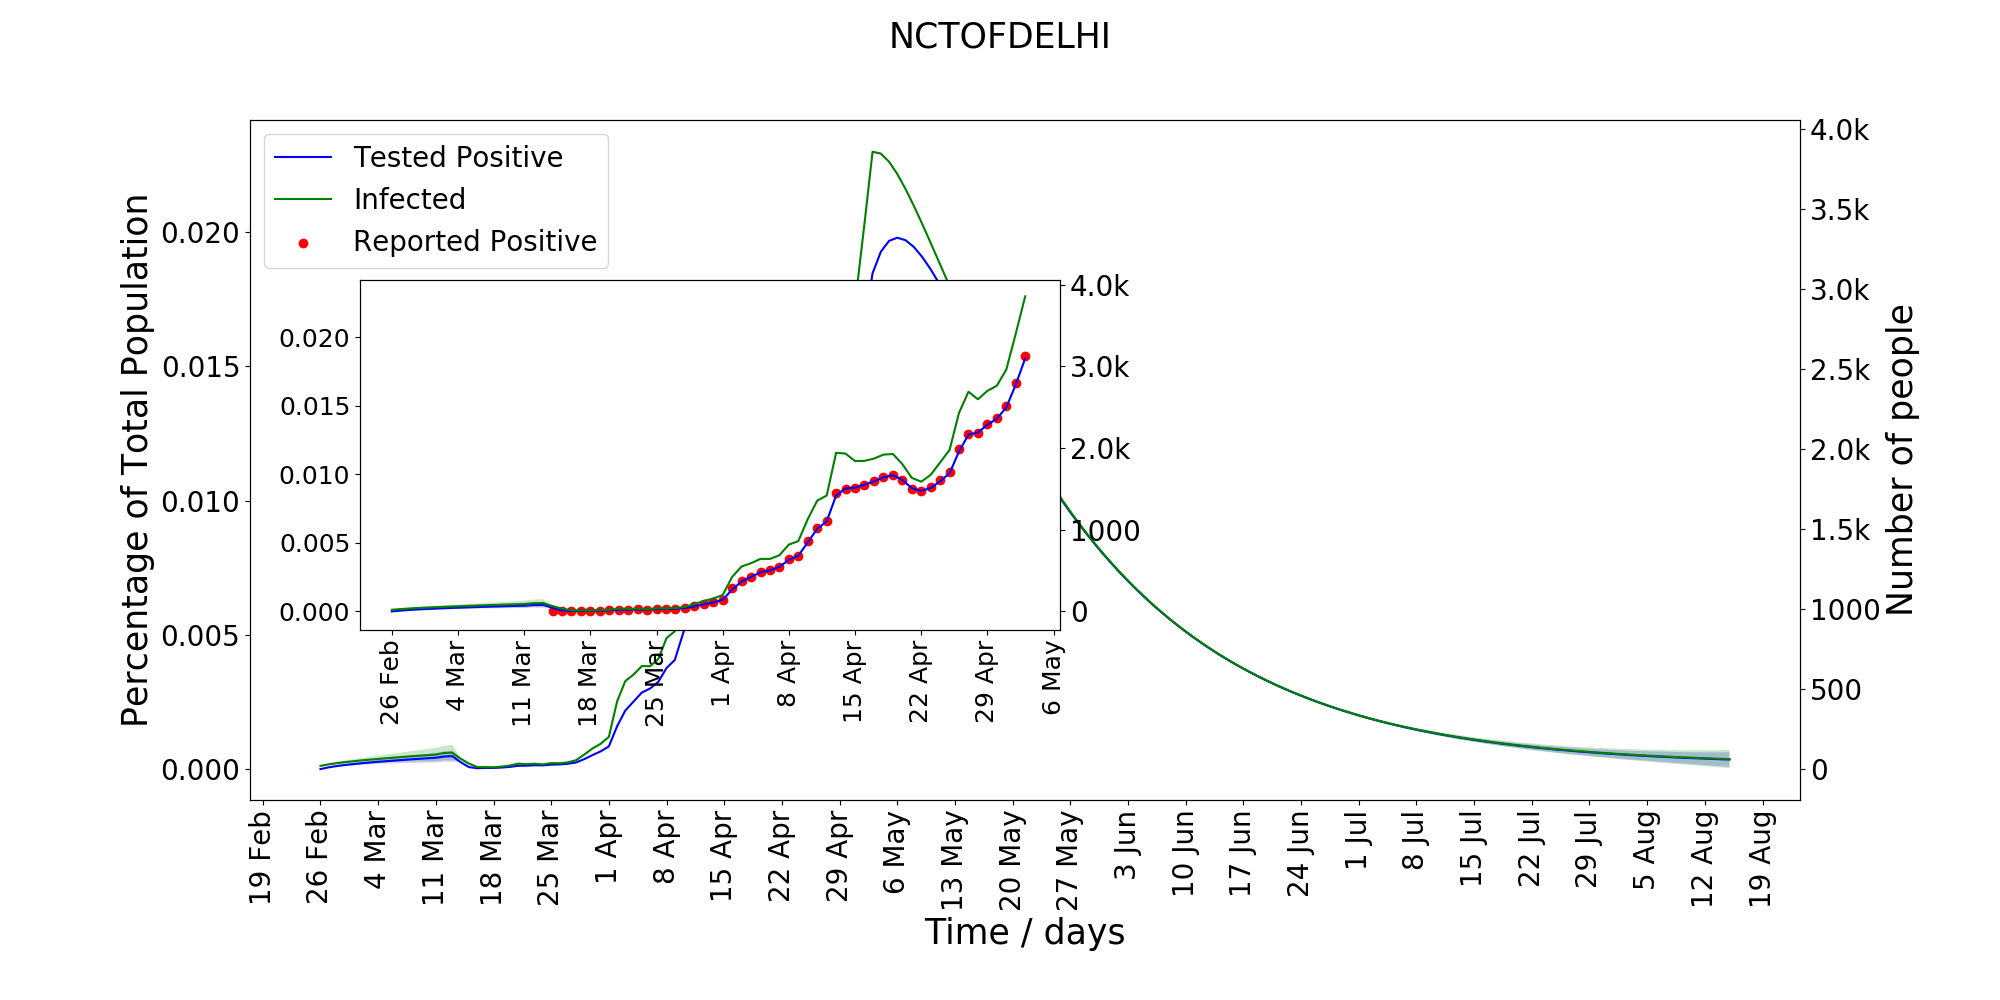 NCTOFDELHI
Tested Positive
Infected
Reported Positive
Percentage of Total Population
0.020
0.015
0.010
0.005
0.000
4.0k
3.5k
3.0k
2.5k
2.0k
1.5k
1000
500
0
Number of people
0.020
0.015
0.010
0.005
0.000
4.0k
3.0k
2.0k
1000
0
26 Feb
4 Mar
11 Mar
18 Mar
25 Mar
1 Apr
8 Apr
15 Apr
22 Apr
29 Apr
6 May
19 Feb
26 Feb
4 Mar
11 Mar
18 Mar
25 Mar
1 Apr
8 Apr
15 Apr
22 Apr
29 Apr
6 May
13 May
20 May
27 May
3 Jun
10 Jun
17 Jun
24 Jun
1 Jul
8 Jul
15 Jul
22 Jul
29 Jul
5 Aug
12 Aug
19 Aug
Time / days